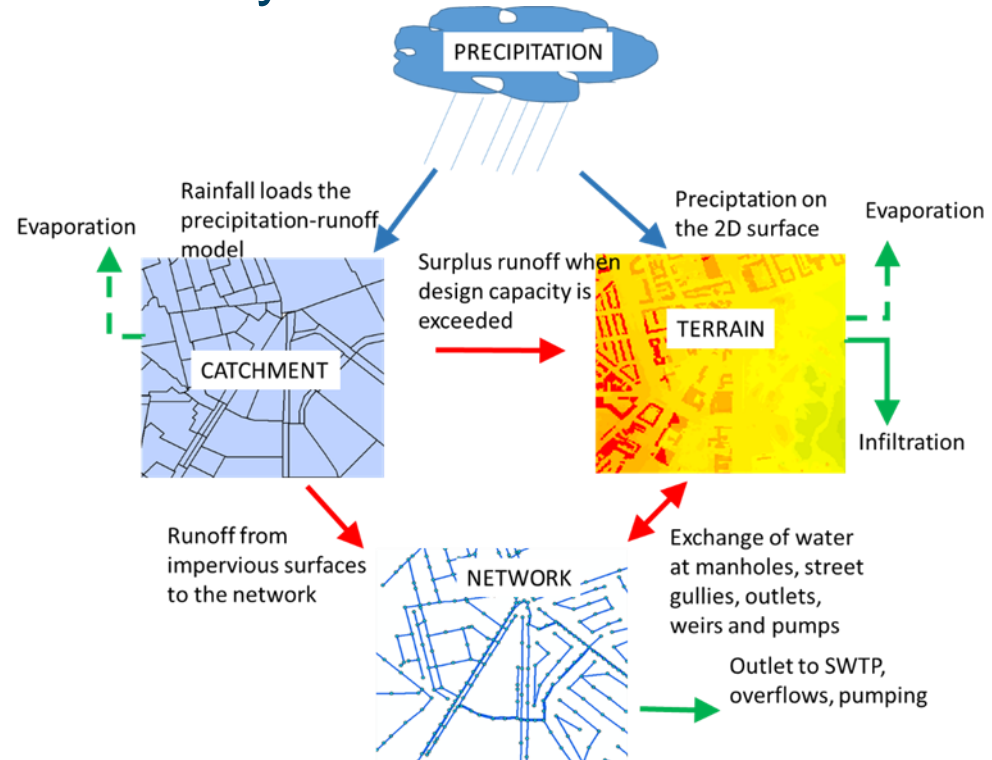 PRECIPITATION
Rainfall loads the
precipitation-runoff
model
Preciptation on
the 2D surface
Evaporation
Evaporation
Surplus runoff when
design capacity is
exceeded
CATCHMENT
TERRAIN
Infiltration
Runoff from
impervious surfaces
to the network
NETWORK
Exchange of water
at manholes, street
gullies, outlets,
weirs and pumps
Outlet to SWTP,
overflows, pumping